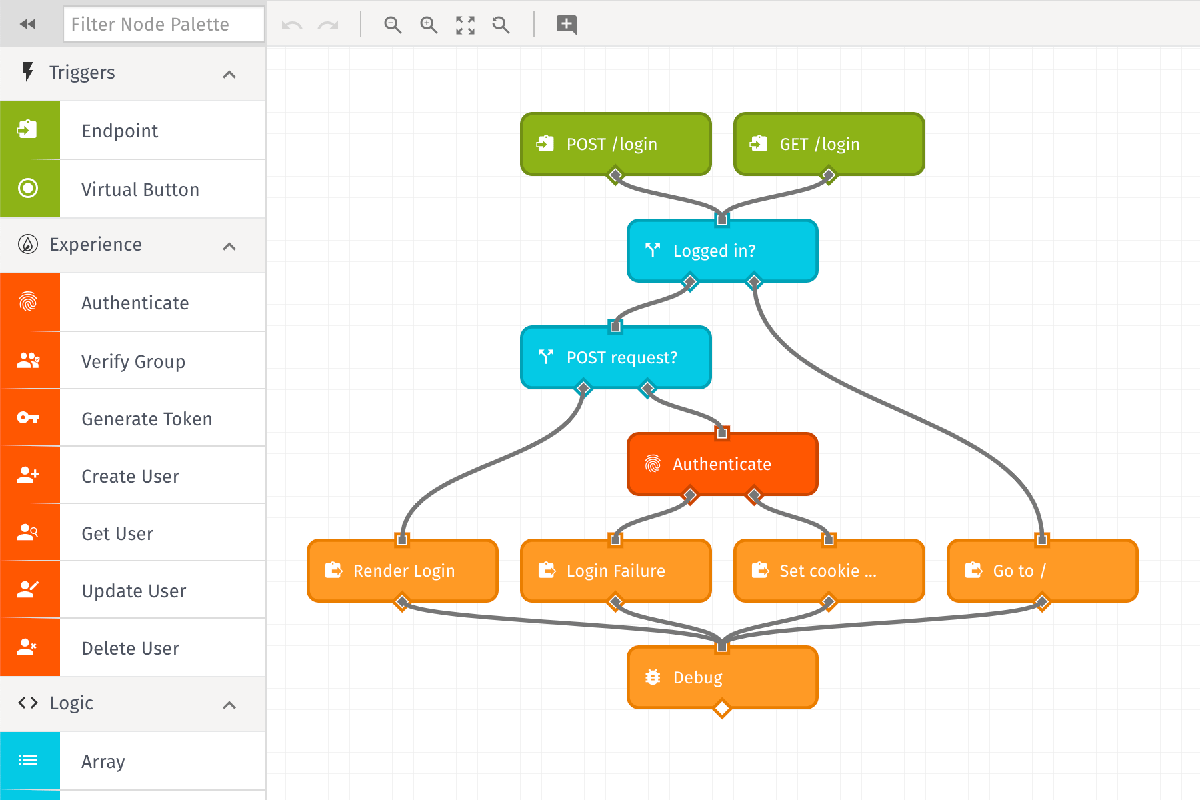 Filter Node Palette
Triggers
Endpoint
Virtual Button
Experience
Authenticate
Verify Group
Generate Token
Create User
Get User
Update User
Delete User
Logic
Array
POST /login
GET /login
Logged in?
POST request?
Authenticate
Render Login
Login Failure
Set cookie ...
Go to /
Debug